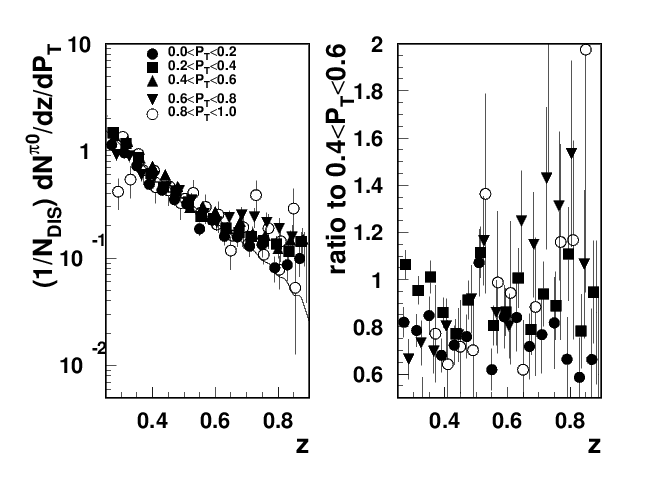 (1/N_DIS) dN^π0/dz/dP_T
10
1
10^-1
10^-2
0.4
0.6
0.8
z
0.0<P_T<0.2
0.2<P_T<0.4
0.4<P_T<0.6
0.6<P_T<0.8
0.8<P_T<1.0
ratio to 0.4<P_T<0.6
2
1.8
1.6
1.4
1.2
1
0.8
0.6
0.4
0.6
0.8
z